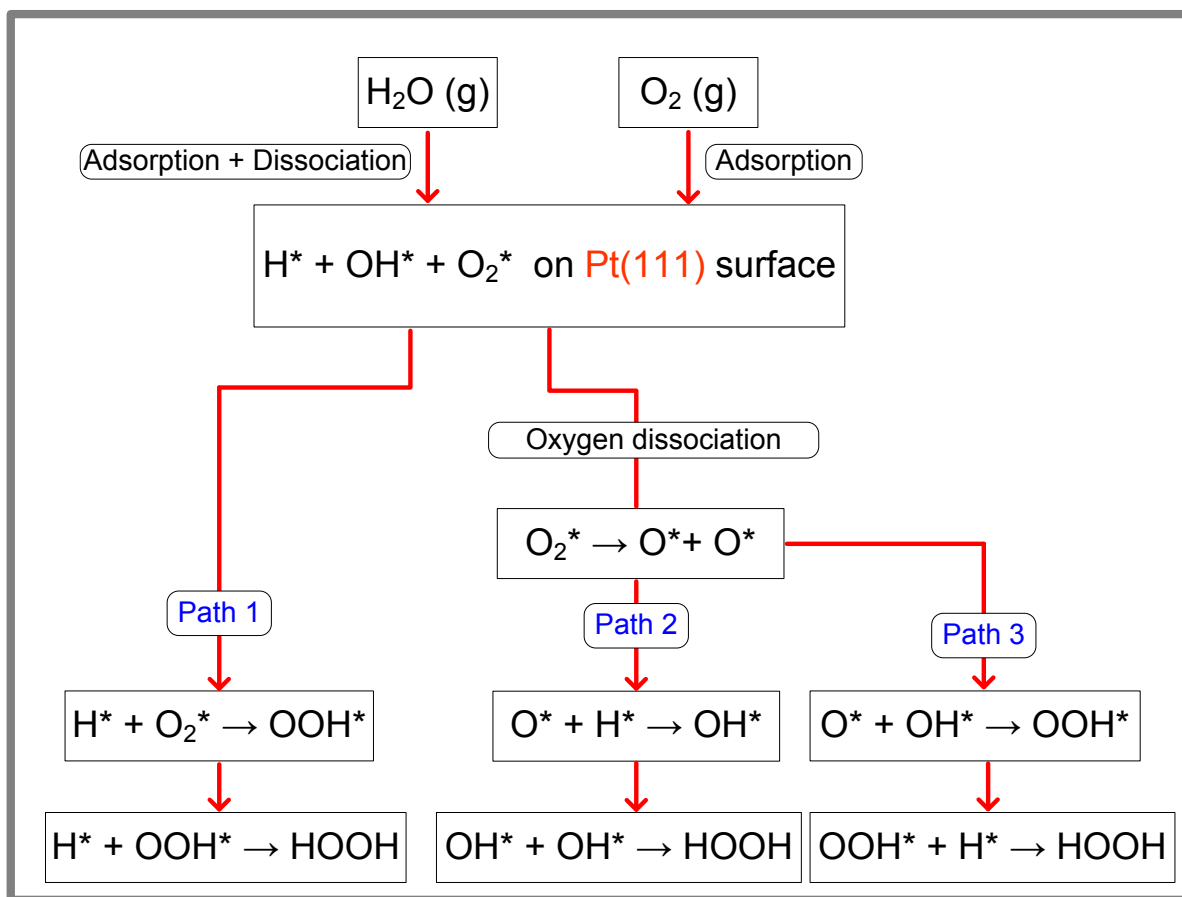 H₂O (g)
O₂ (g)
Adsorption + Dissociation
Adsorption
H* + OH* + O₂* on Pt(111) surface
Oxygen dissociation
O₂* → O*+ O*
Path 1
Path 2
Path 3
H* + O₂* → OOH*
O* + H* → OH*
O* + OH* → OOH*
H* + OOH* → HOOH
OH* + OH* → HOOH
OOH* + H* → HOOH